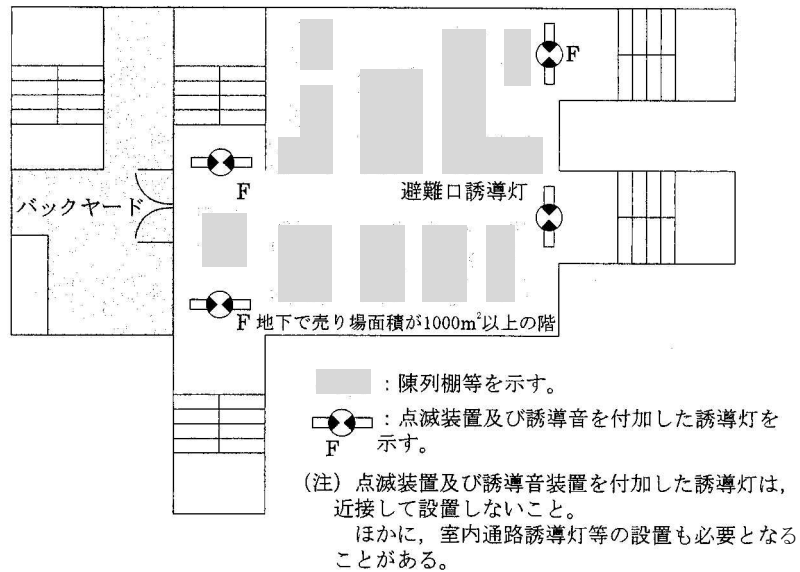 F
F
避難口誘導灯
バックヤード
F
地下で売り場面積が1000m²以上の階
：陳列棚等を示す。
：点滅装置及び誘導音を付加した誘導灯を
F
示す。
(注) 点滅装置及び誘導音装置を付加した誘導灯は，
近接して設置しないこと。
ほかに，室内通路誘導灯等の設置も必要となる
ことがある。